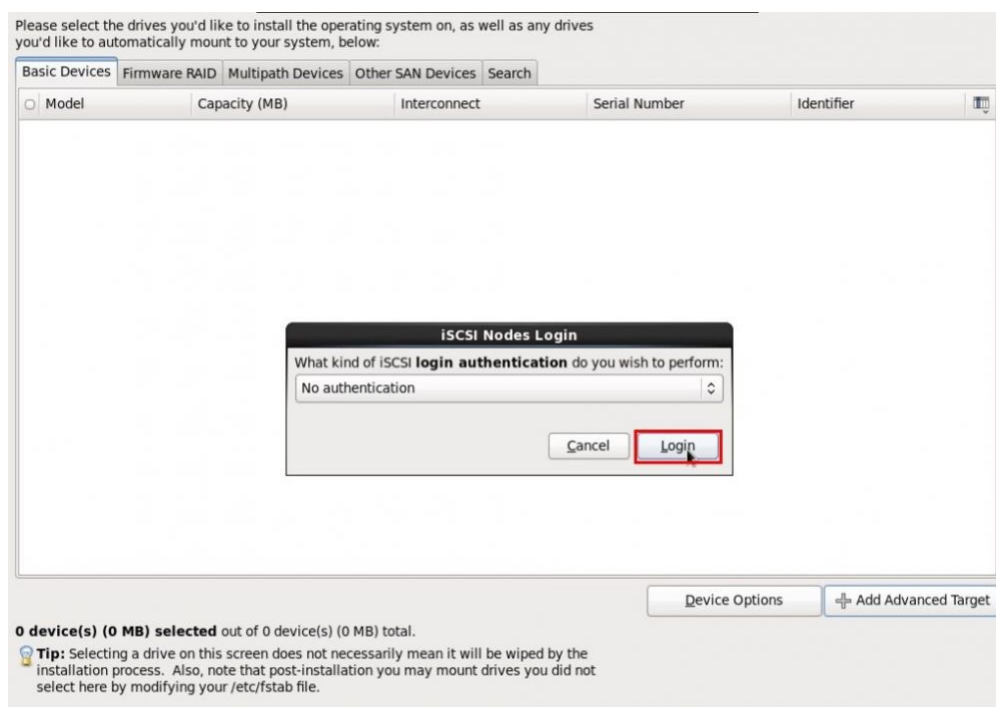 Please select the drives you'd like to install the operating system on, as well as any drives
you'd like to automatically mount to your system, below:
Basic Devices Firmware RAID Multipath Devices Other SAN Devices Search
Model Capacity (MB) Interconnect Serial Number Identifier
iSCSI Nodes Login
What kind of iSCSI login authentication do you wish to perform:
No authentication
Cancel Login
Device Options Add Advanced Target
0 device(s) (0 MB) selected out of 0 device(s) (0 MB) total.
Tip: Selecting a drive on this screen does not necessarily mean it will be wiped by the
installation process. Also, note that post-installation you may mount drives you did not
select here by modifying your /etc/fstab file.